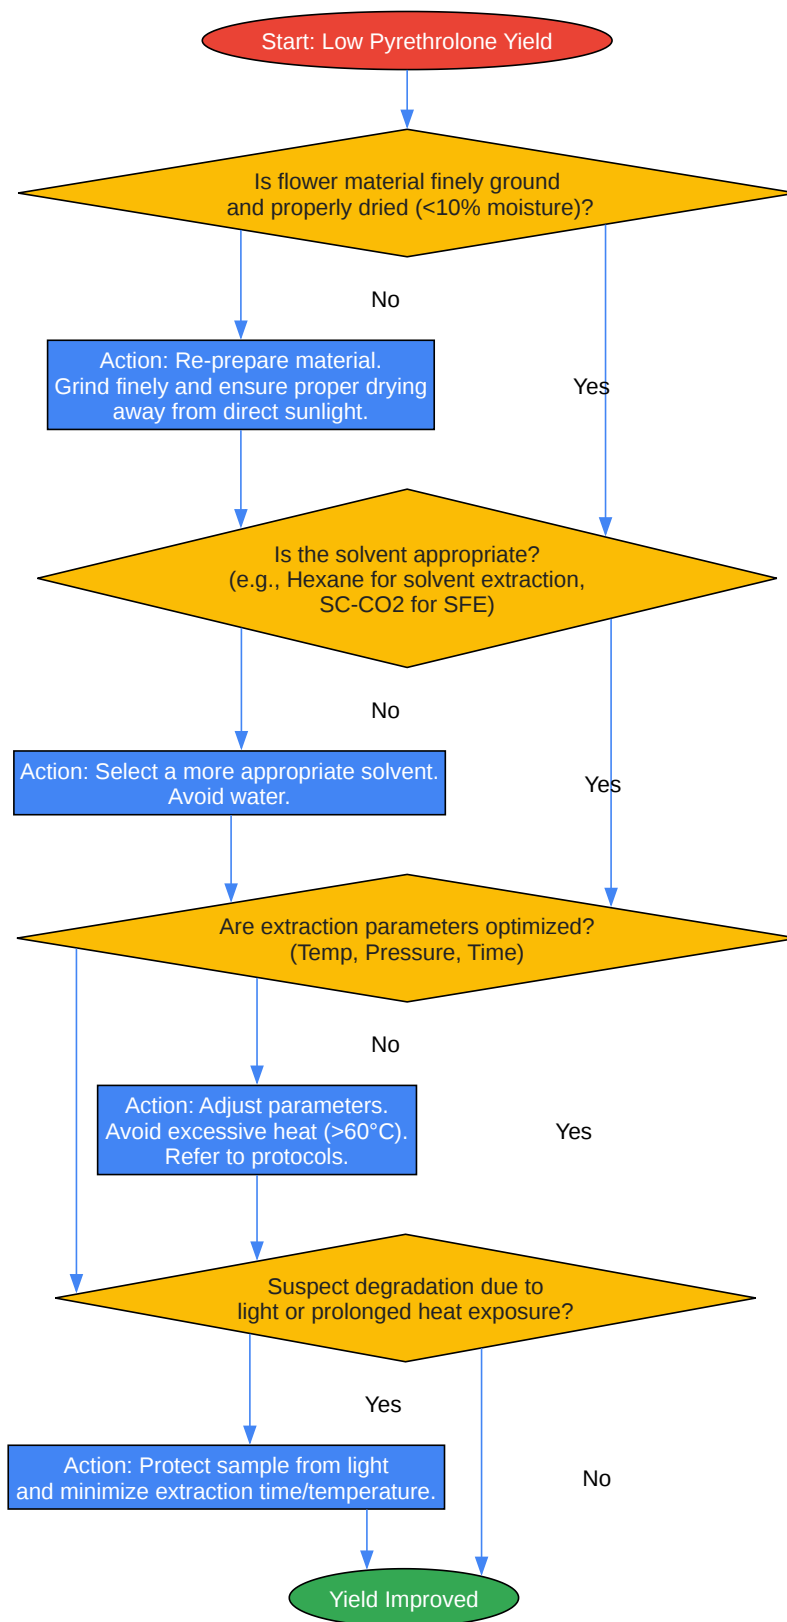 Start: Low Pyrethrolone Yield
Is flower material finely ground
and properly dried (<10% moisture)?
No
Action: Re-prepare material.
Grind finely and ensure proper drying
away from direct sunlight.
Yes
Is the solvent appropriate?
(e.g., Hexane for solvent extraction,
SC-CO2 for SFE)
No
Action: Select a more appropriate solvent.
Avoid water.
Yes
Are extraction parameters optimized?
(Temp, Pressure, Time)
No
Action: Adjust parameters.
Avoid excessive heat (>60°C).
Refer to protocols.
Yes
Suspect degradation due to
light or prolonged heat exposure?
Yes
Action: Protect sample from light
and minimize extraction time/temperature.
No
Yield Improved